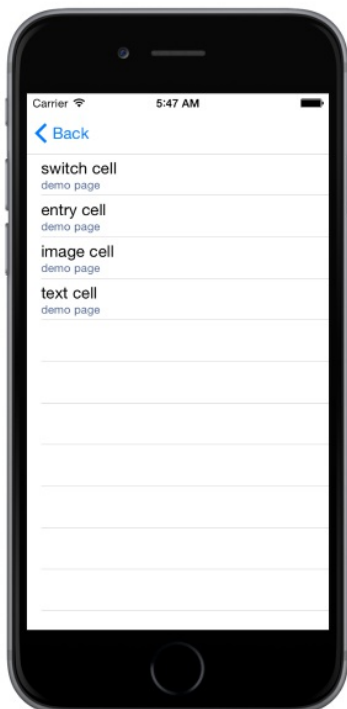 Carrier 5:47 AM
Back
switch cell
demo page
entry cell
demo page
image cell
demo page
text cell
demo page